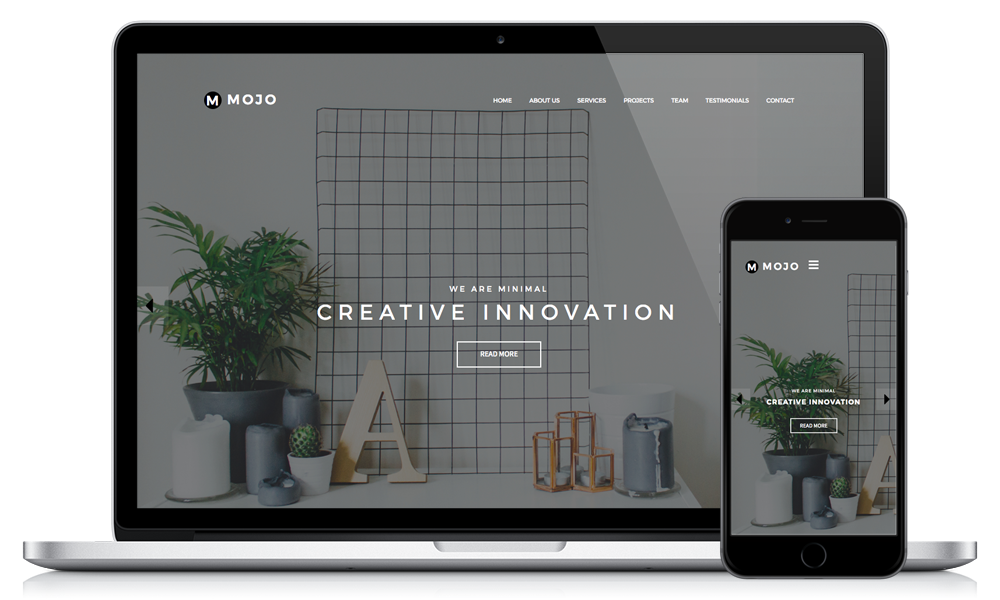 M MOJO
HOME ABOUT US SERVICES PROJECTS TEAM TESTIMONIALS CONTACT
WE ARE MINIMAL
CREATIVE INNOVATION
READ MORE
A
M MOJO
WE ARE MINIMAL
CREATIVE INNOVATION
READ MORE
A